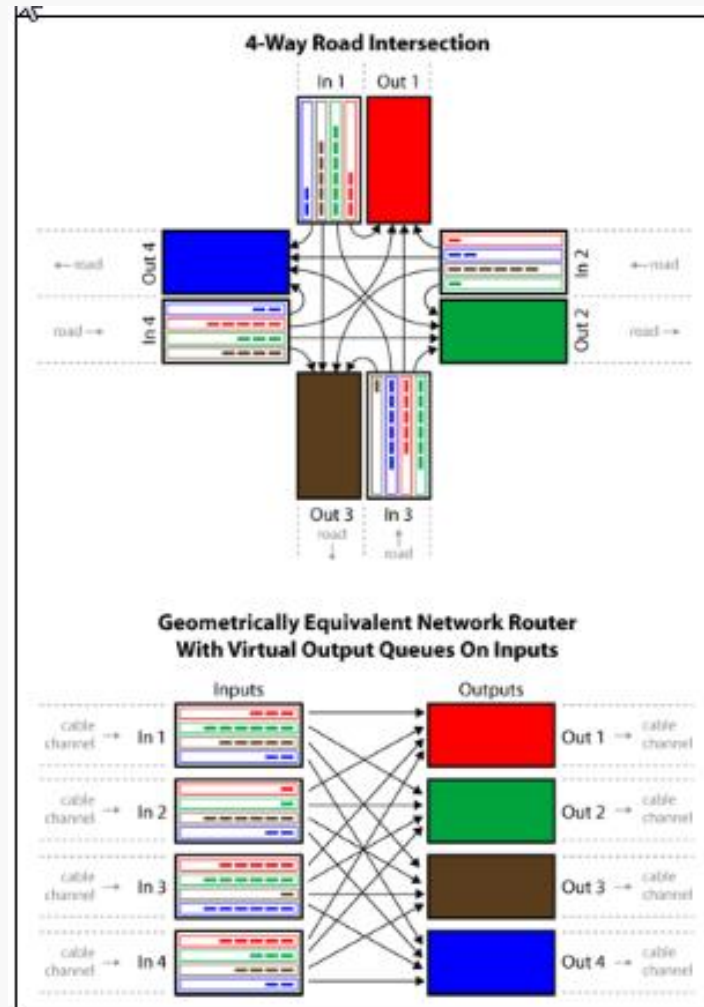 4-Way Road Intersection
In 1
Out 1
Out 4
In 4
←road
road→
In 2
Out 2
←road
road→
Out 3
In 3
road
↓
↑
road
Geometrically Equivalent Network Router
With Virtual Output Queues On Inputs
Inputs
Outputs
cable
channel → In 1
Out 1 → cable
channel
cable
channel → In 2
Out 2 → cable
channel
cable
channel → In 3
Out 3 → cable
channel
cable
channel → In 4
Out 4 → cable
channel